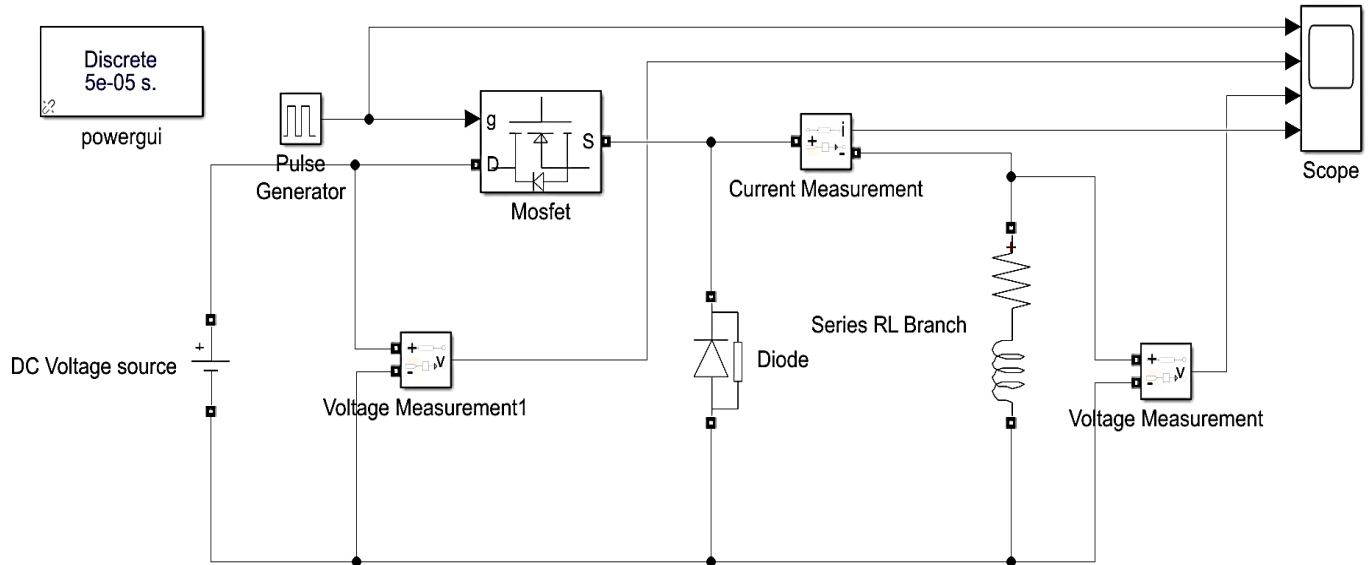 Discrete
5e-05 s.
powergui
Pulse
Generator
g
D
S
Mosfet
+
i
-
Current Measurement
Scope
+
DC Voltage source
+
v
-
Voltage Measurement1
Diode
+
Series RL Branch
+
v
-
Voltage Measurement